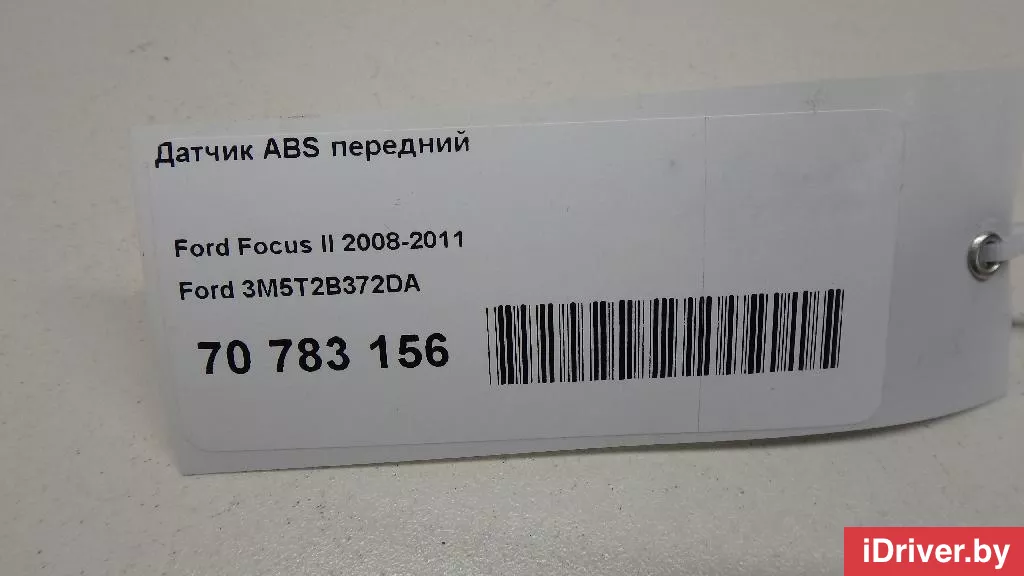 Датчик ABS передний
Ford Focus II 2008-2011
Ford 3M5T2B372DA
70 783 156
iDriver.by